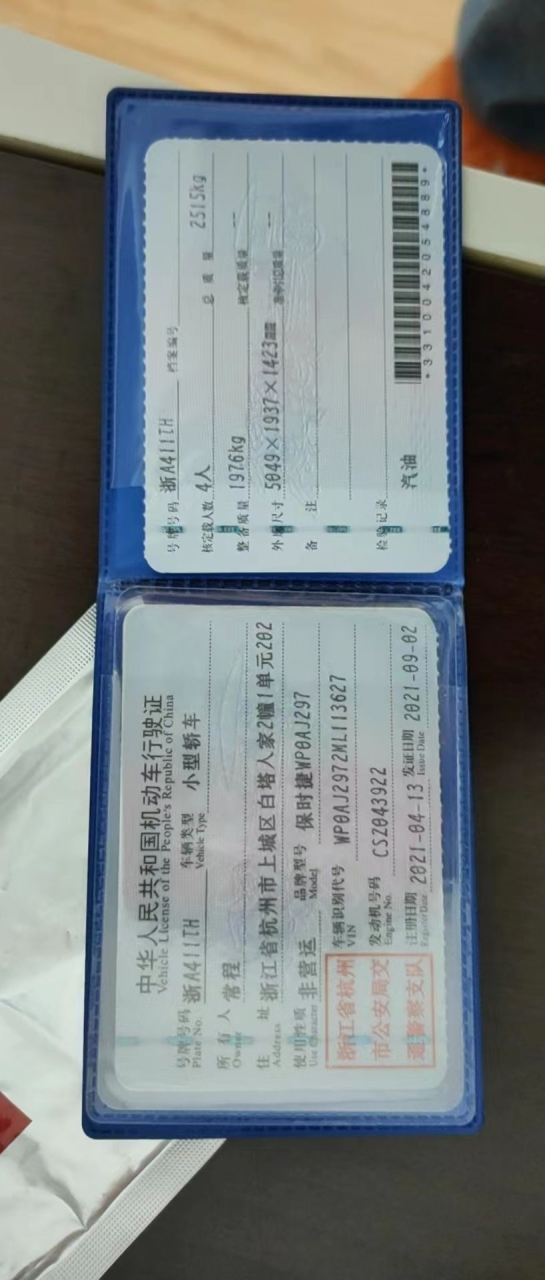 中华人民共和国机动车行驶证
Vehicle License of the People's Republic of China
号牌号码 浙A411TH 车辆类型 小型轿车
Plate No. Vehicle Type
所有人 常程
Owner
住址 浙江省杭州市上城区白塔人家2幢1单元202
Address
使用性质 非营运 品牌型号 保时捷WP0AJ297
Use Character Model
浙江省杭州市公安局交通警察支队
车辆识别代号 WP0AJ2972ML113627
VIN
发动机号码 CSZ043922
Engine No.
注册日期 2021-04-13 发证日期 2021-09-02
Register Date Issue Date
号牌号码 浙A411TH 档案编号
核定载人数 4人 总质量 2515kg
整备质量 1976kg 核定载质量 --
外廓尺寸 5049×1937×1423mm 准牵引总质量 --
备注
检验记录
汽油
*3310042054889*